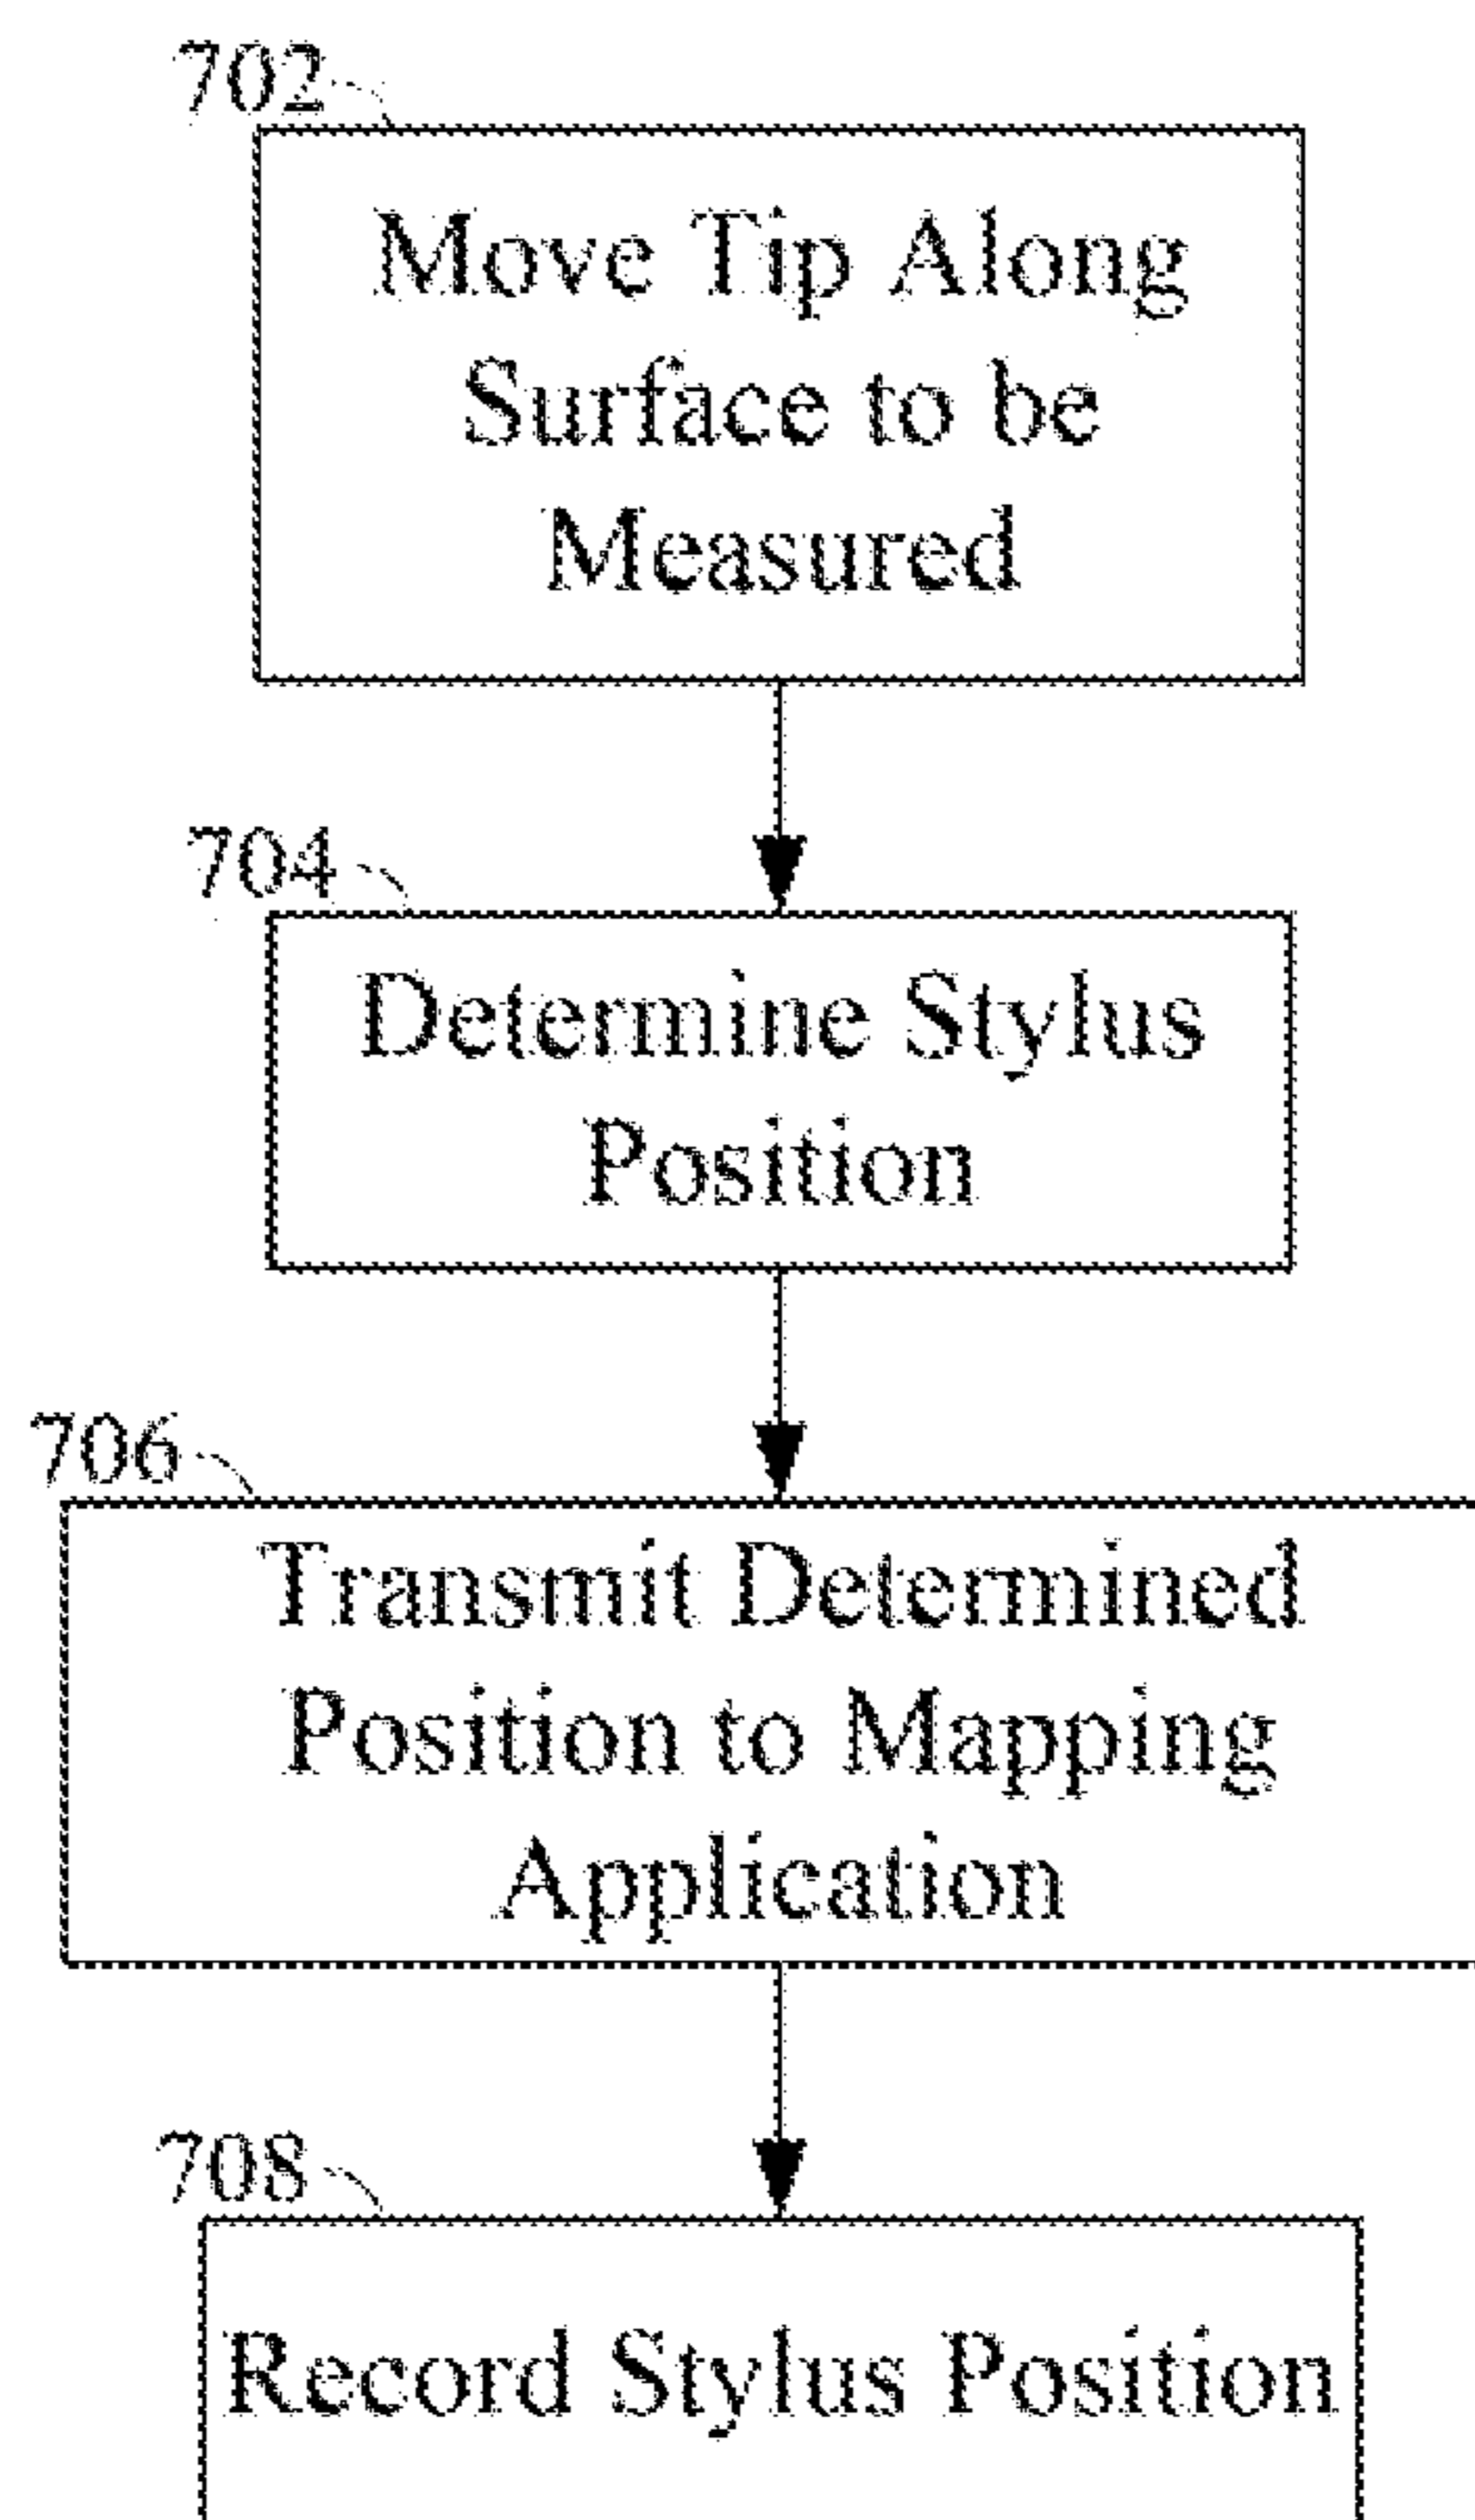 702
Move Tip Along
Surface to be
Measured
704
Determine Stylus
Position
706
Transmit Determined
Position to Mapping
Application
708
Record Stylus Position